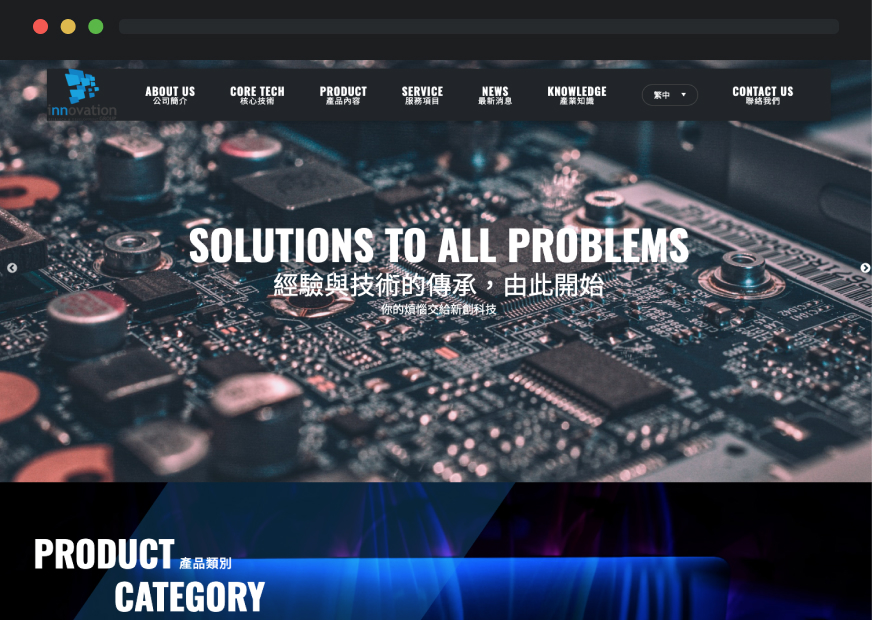 innovation
ABOUT US
公司簡介
CORE TECH
核心技術
PRODUCT
產品內容
SERVICE
服務項目
NEWS
最新消息
KNOWLEDGE
產業知識
繁中
CONTACT US
聯絡我們
SOLUTIONS TO ALL PROBLEMS
經驗與技術的傳承，由此開始
你的煩惱交給新創科技
PRODUCT 產品類別
CATEGORY